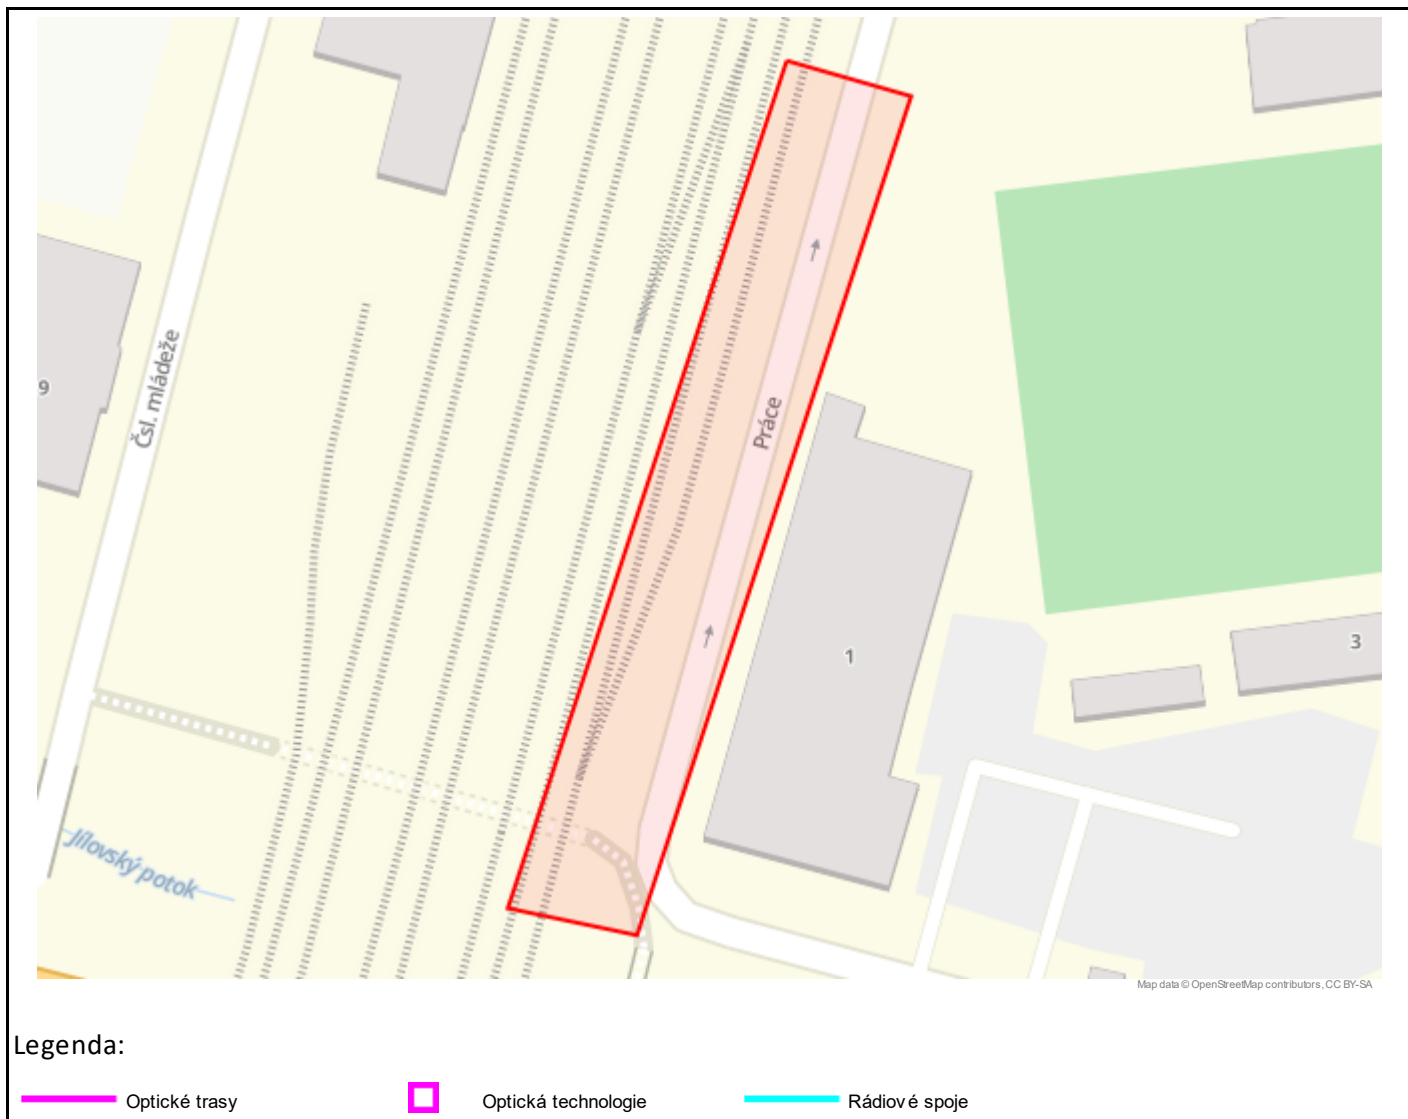 9
Čsl. mládeže
Práce
1
3
Jílovský potok
Map data © OpenStreetMap contributors, CC BY-SA
Legenda:
Optické trasy
Optická technologie
Rádiové spoje